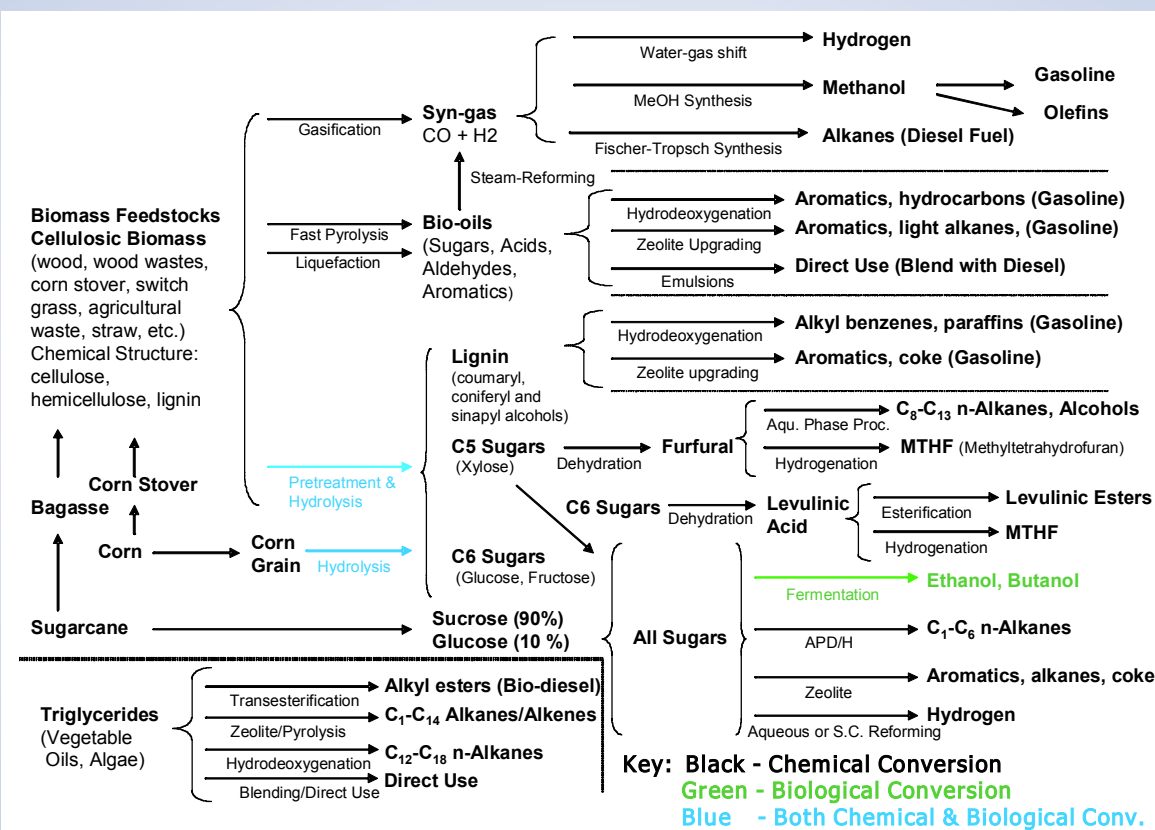 Hydrogen
Water-gas shift
Methanol
MeOH Synthesis
Gasoline
Olefins
Syn-gas
CO + H2
Gasification
Alkanes (Diesel Fuel)
Fischer-Tropsch Synthesis
Steam-Reforming
Biomass Feedstocks
Cellulosic Biomass
(wood, wood wastes,
corn stover, switch
grass, agricultural
waste, straw, etc.)
Chemical Structure:
cellulose,
hemicellulose, lignin
Fast Pyrolysis
Liquefaction
Bio-oils
(Sugars, Acids,
Aldehydes,
Aromatics)
Aromatics, hydrocarbons (Gasoline)
Hydrodeoxygenation
Aromatics, light alkanes, (Gasoline)
Zeolite Upgrading
Direct Use (Blend with Diesel)
Emulsions
Alkyl benzenes, paraffins (Gasoline)
Hydrodeoxygenation
Aromatics, coke (Gasoline)
Zeolite upgrading
Lignin
(coumaryl,
coniferyl and
sinapyl alcohols)
C5 Sugars
(Xylose)
Dehydration
Furfural
C8-C13 n-Alkanes, Alcohols
Aqu. Phase Proc.
MTHF (Methyltetrahydrofuran)
Hydrogenation
Pretreatment &
Hydrolysis
Corn Stover
Bagasse
Corn
Corn
Grain
Hydrolysis
C6 Sugars
(Glucose, Fructose)
C6 Sugars
Dehydration
Levulinic
Acid
Levulinic Esters
Esterification
MTHF
Hydrogenation
Sugarcane
Sucrose (90%)
Glucose (10 %)
All Sugars
Ethanol, Butanol
Fermentation
C1-C6 n-Alkanes
APD/H
Aromatics, alkanes, coke
Zeolite
Hydrogen
Aqueous or S.C. Reforming
Triglycerides
(Vegetable
Oils, Algae)
Alkyl esters (Bio-diesel)
Transesterification
C1-C14 Alkanes/Alkenes
Zeolite/Pyrolysis
C12-C18 n-Alkanes
Hydrodeoxygenation
Direct Use
Blending/Direct Use
Key: Black - Chemical Conversion
Green - Biological Conversion
Blue - Both Chemical & Biological Conv.